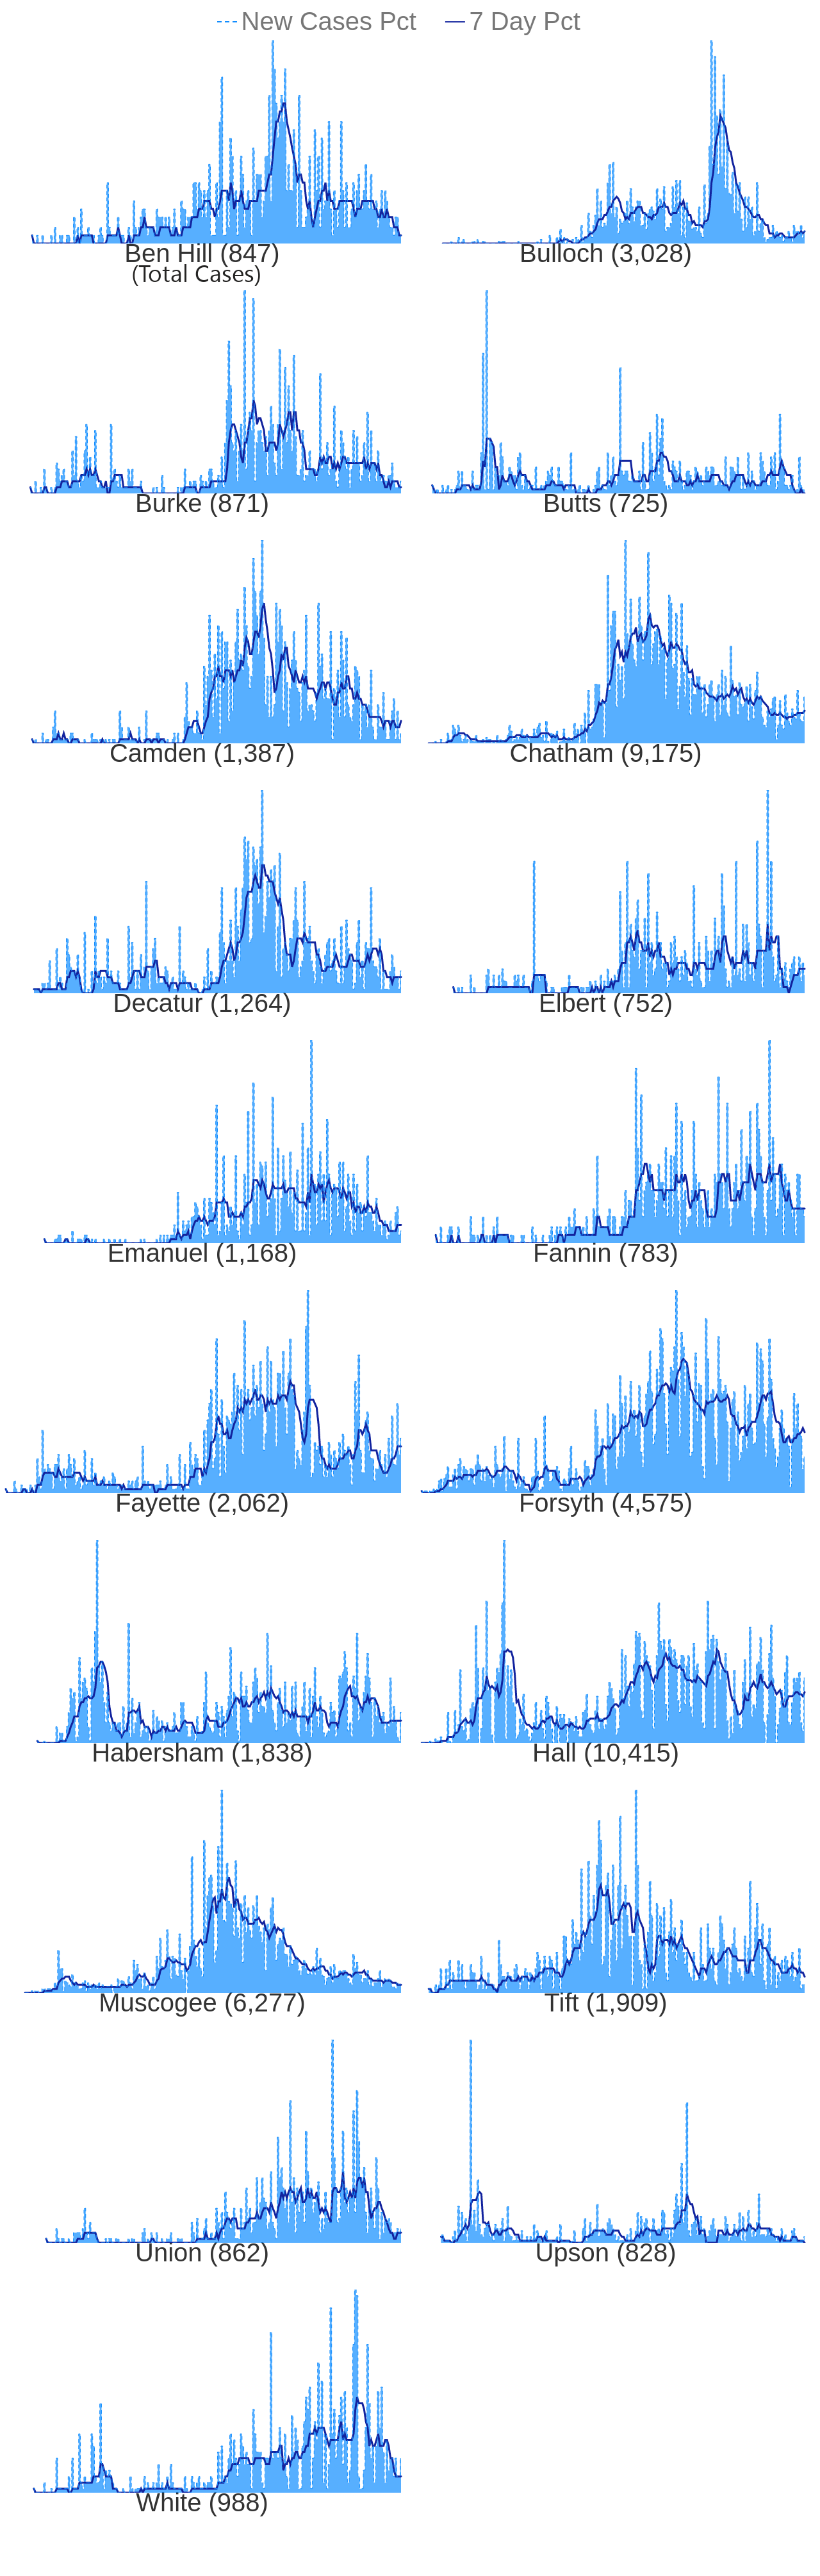 New Cases Pct 7 Day Pct
Ben Hill (847) Bulloch (3,028)
(Total Cases)
Burke (871) Butts (725)
Camden (1,387) Chatham (9,175)
Decatur (1,264) Elbert (752)
Emanuel (1,168) Fannin (783)
Fayette (2,062) Forsyth (4,575)
Habersham (1,838) Hall (10,415)
Muscogee (6,277) Tift (1,909)
Union (862) Upson (828)
White (988)